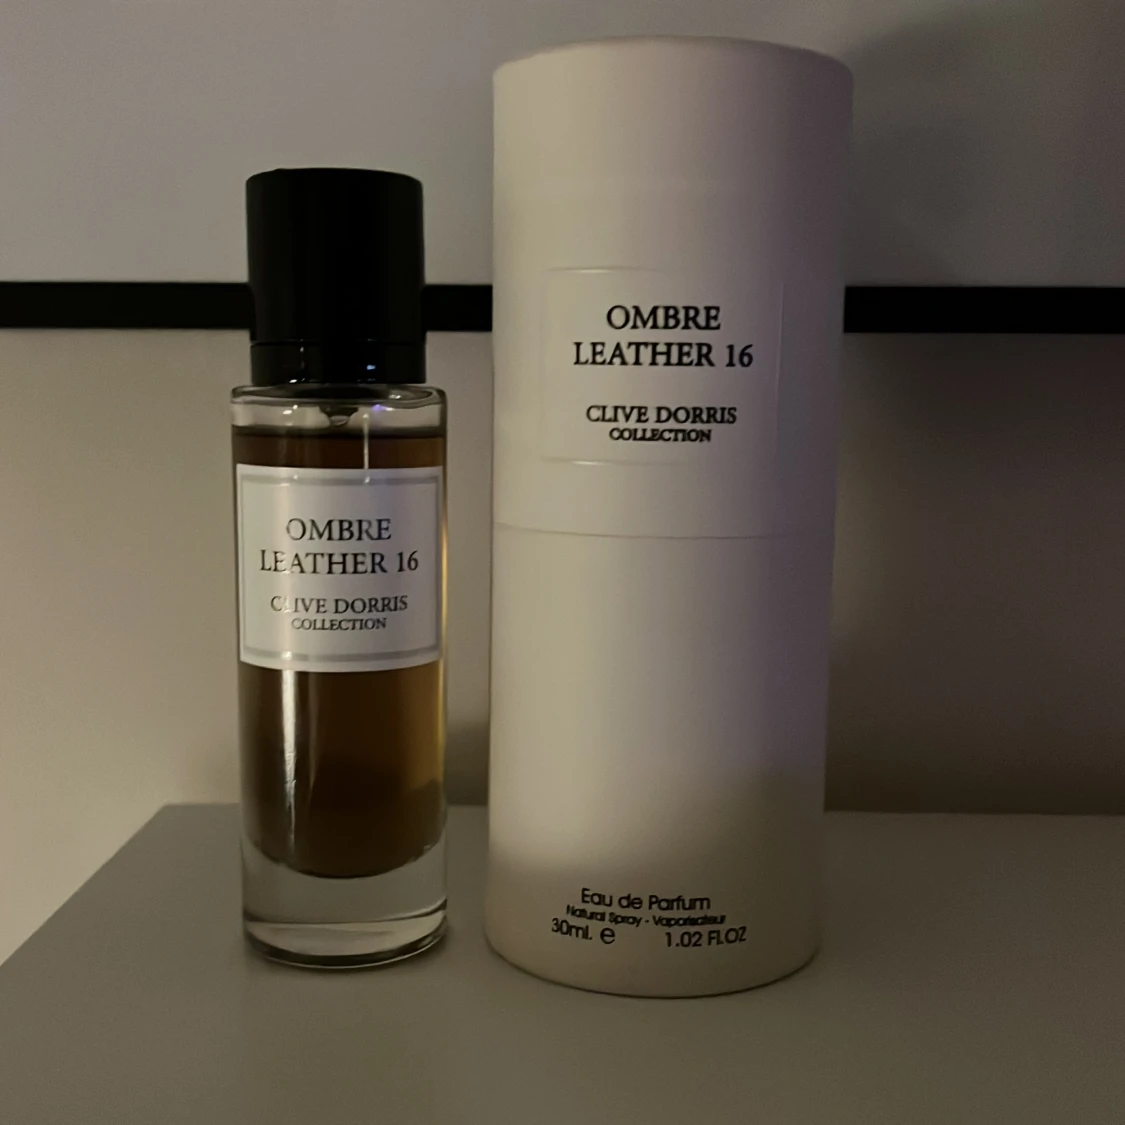 OMBRE
LEATHER 16
CLIVE DORRIS
COLLECTION
OMBRE
LEATHER 16
CLIVE DORRIS
COLLECTION
Eau de Parfum
Natural Spray - Vaporisateur
30ml. e 1.02 FL.OZ